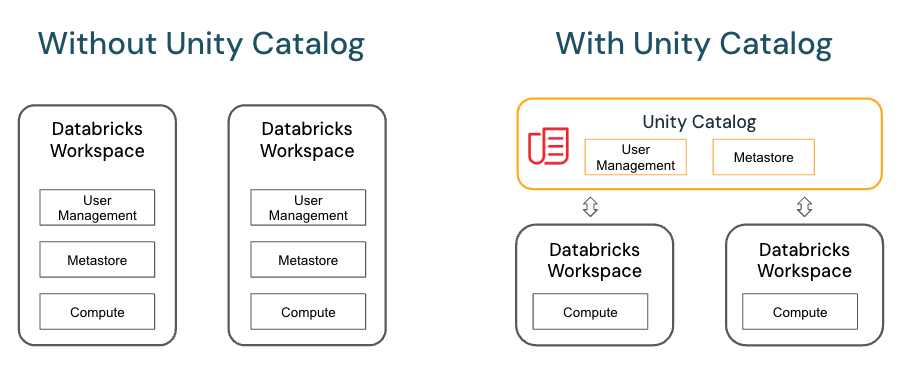 Without Unity Catalog
Databricks
Workspace
User
Management
Metastore
Compute
Databricks
Workspace
User
Management
Metastore
Compute
With Unity Catalog
Unity Catalog
User
Management
Metastore
Databricks
Workspace
Compute
Databricks
Workspace
Compute